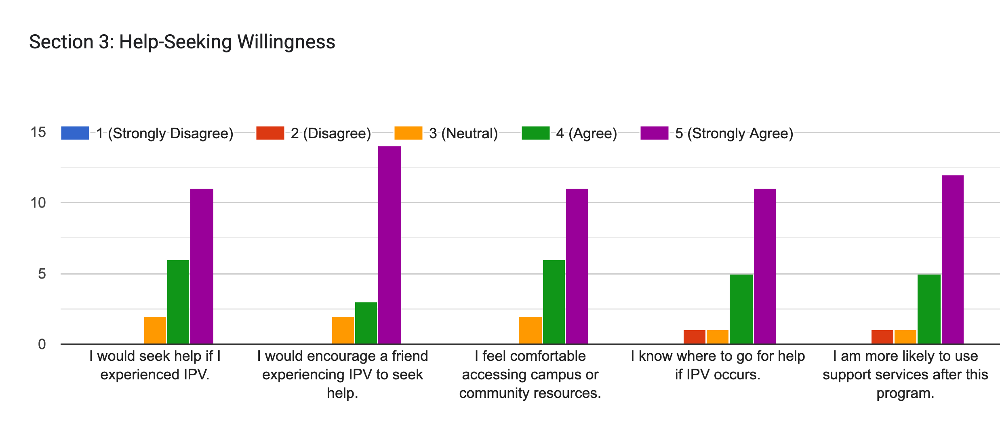 Section 3: Help-Seeking Willingness
15
1 (Strongly Disagree) 2 (Disagree) 3 (Neutral) 4 (Agree) 5 (Strongly Agree)
10
5
0
I would seek help if I
experienced IPV.
I would encourage a friend
experiencing IPV to seek
help.
I feel comfortable
accessing campus or
community resources.
I know where to go for help
if IPV occurs.
I am more likely to use
support services after this
program.